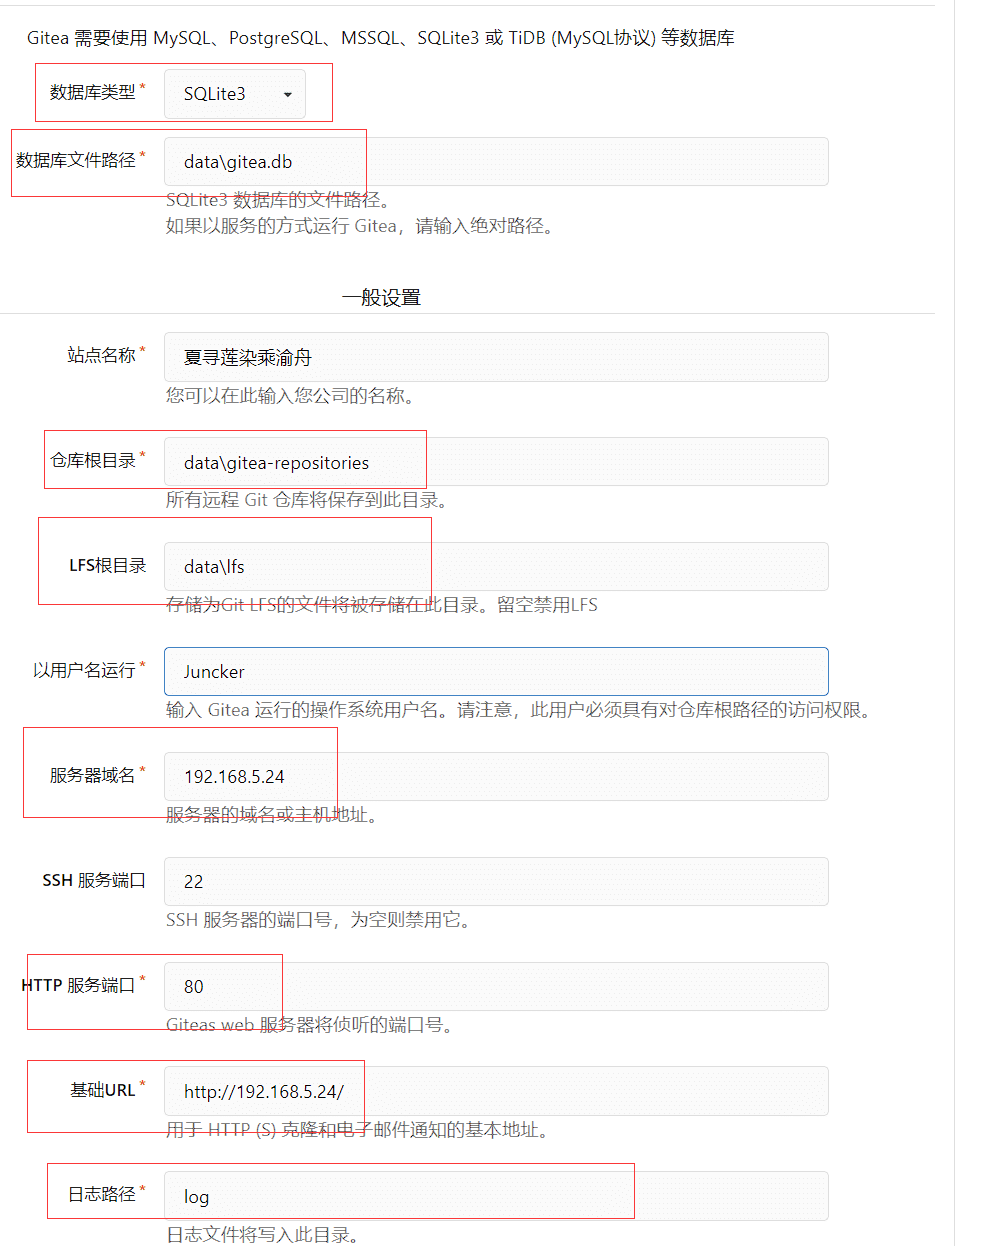 Gitea 需要使用 MySQL、PostgreSQL、MSSQL、SQLite3 或 TiDB (MySQL协议) 等数据库
数据库类型* SQLite3
数据库文件路径* data\gitea.db
SQLite3 数据库的文件路径。
如果以服务的方式运行 Gitea，请输入绝对路径。
一般设置
站点名称* 夏寻莲染乘渝舟
您可以在此输入您公司的名称。
仓库根目录* data\gitea-repositories
所有远程 Git 仓库将保存到此目录。
LFS根目录 data\lfs
存储为Git LFS的文件将被存储在此目录。留空禁用LFS
以用户名运行* Juncker
输入 Gitea 运行的操作系统用户名。请注意，此用户必须具有对仓库根路径的访问权限。
服务器域名* 192.168.5.24
服务器的域名或主机地址。
SSH 服务端口 22
SSH 服务器的端口号，为空则禁用它。
HTTP 服务端口* 80
Giteas web 服务器将侦听的端口号。
基础URL* http://192.168.5.24/
用于 HTTP (S) 克隆和电子邮件通知的基本地址。
日志路径* log
日志文件将写入此目录。